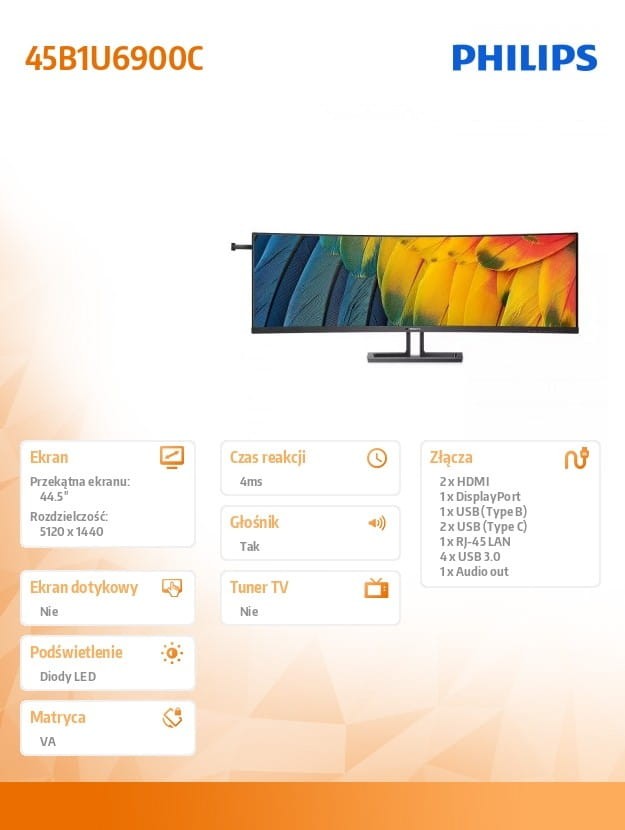 45B1U6900C
PHILIPS
Ekran
Przekątna ekranu:
44.5"
Rozdzielczość:
5120 x 1440
Ekran dotykowy
Nie
Podświetlenie
Diody LED
Matryca
VA
Czas reakcji
4ms
Głośnik
Tak
Tuner TV
Nie
Złącza
2 x HDMI
1 x DisplayPort
1 x USB (Type B)
2 x USB (Type C)
1 x RJ-45 LAN
4 x USB 3.0
1 x Audio out